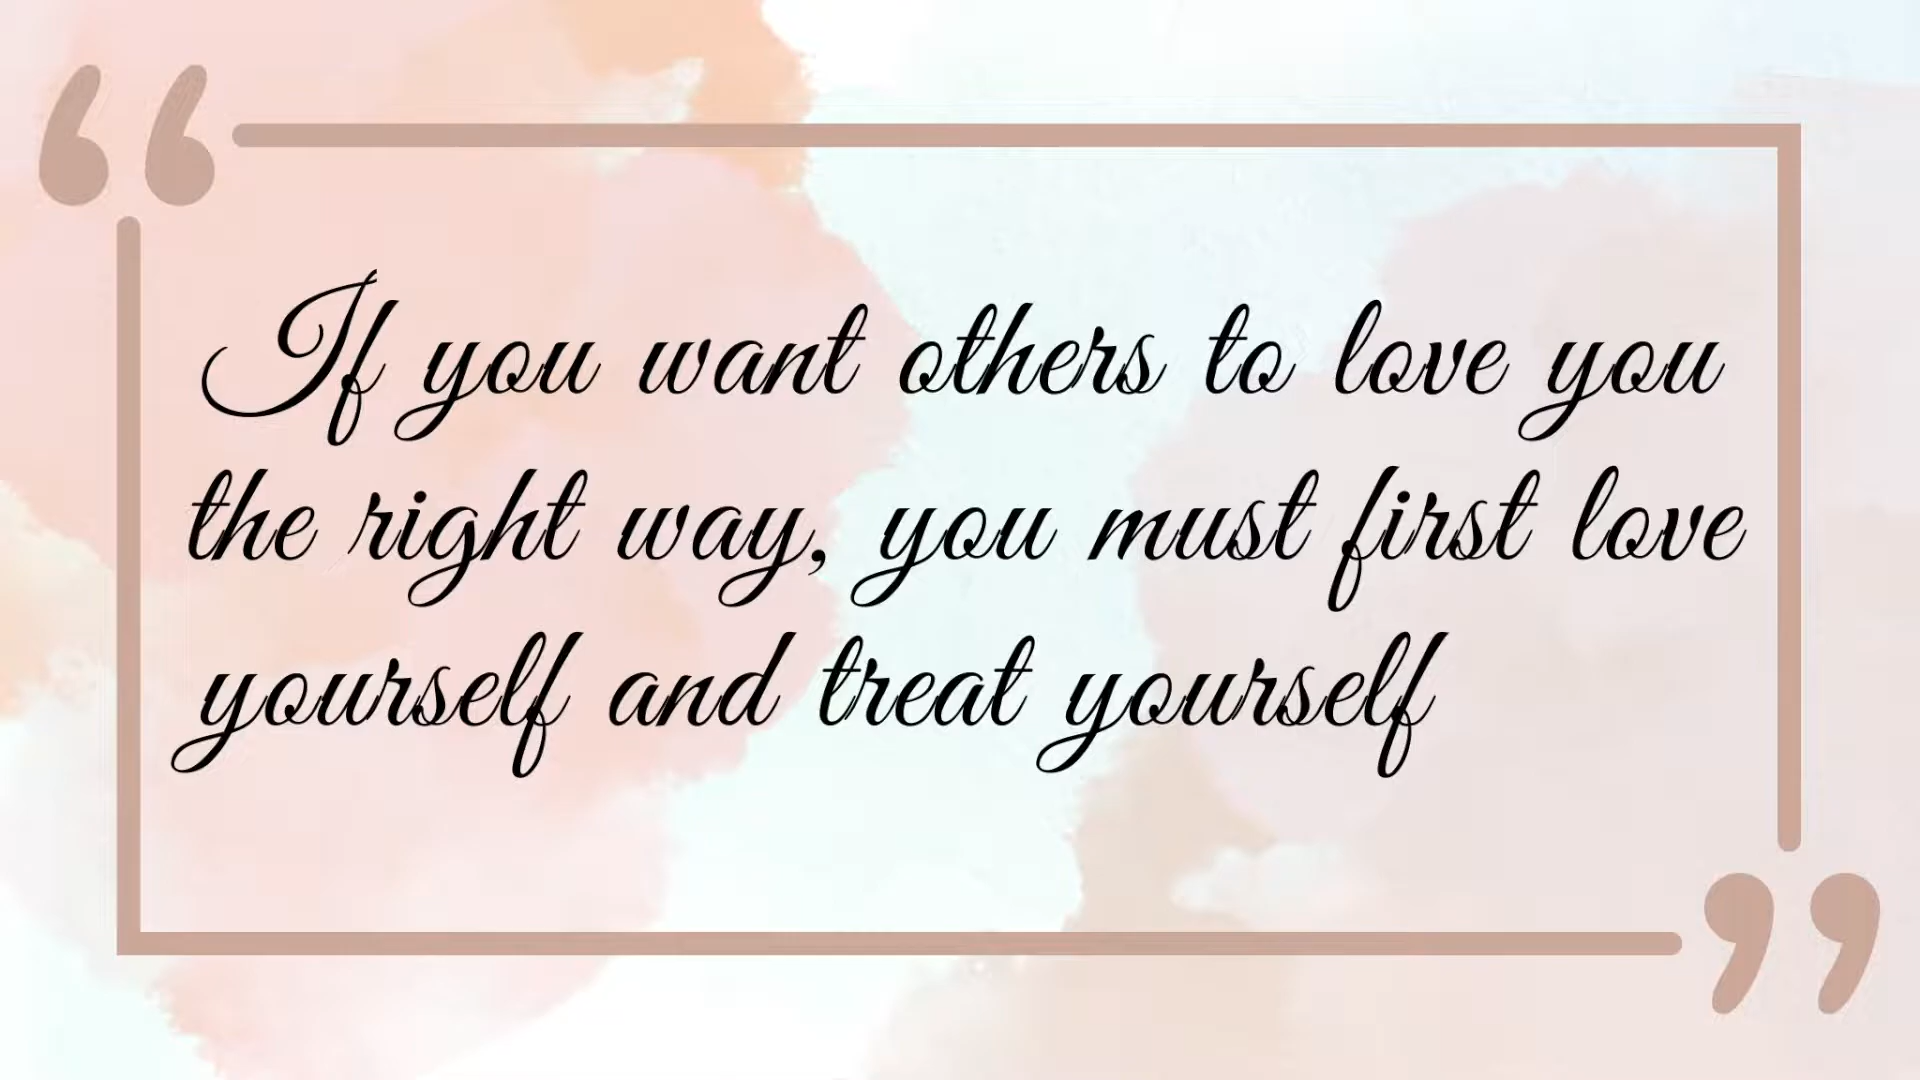 If you want others to love you
the right way, you must first love
yourself and treat yourself